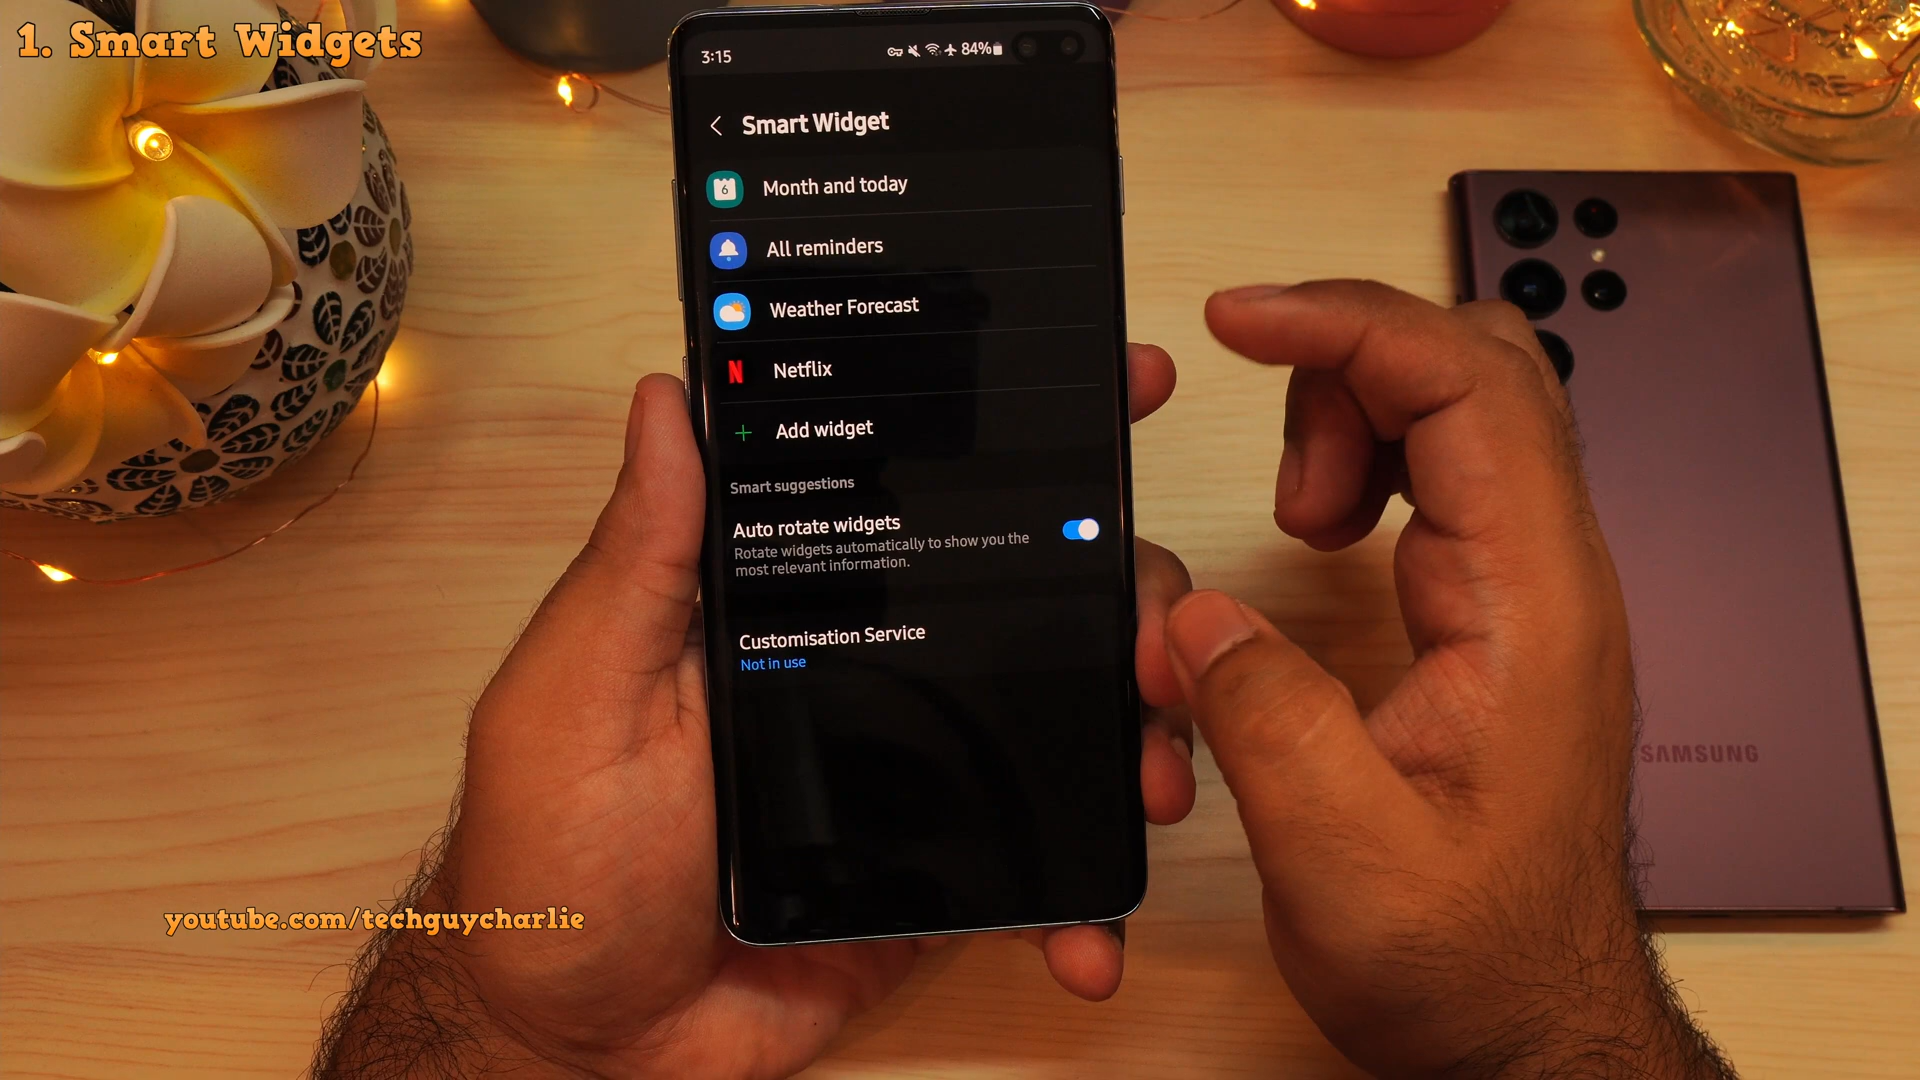 1. Smart Widgets
3:15
84%
Smart Widget
6
Month and today
All reminders
Weather Forecast
N
Netflix
+ Add widget
Smart suggestions
Auto rotate widgets
Rotate widgets automatically to show you the
most relevant information.
Customisation Service
Not in use
SAMSUNG
youtube.com/techguycharlie